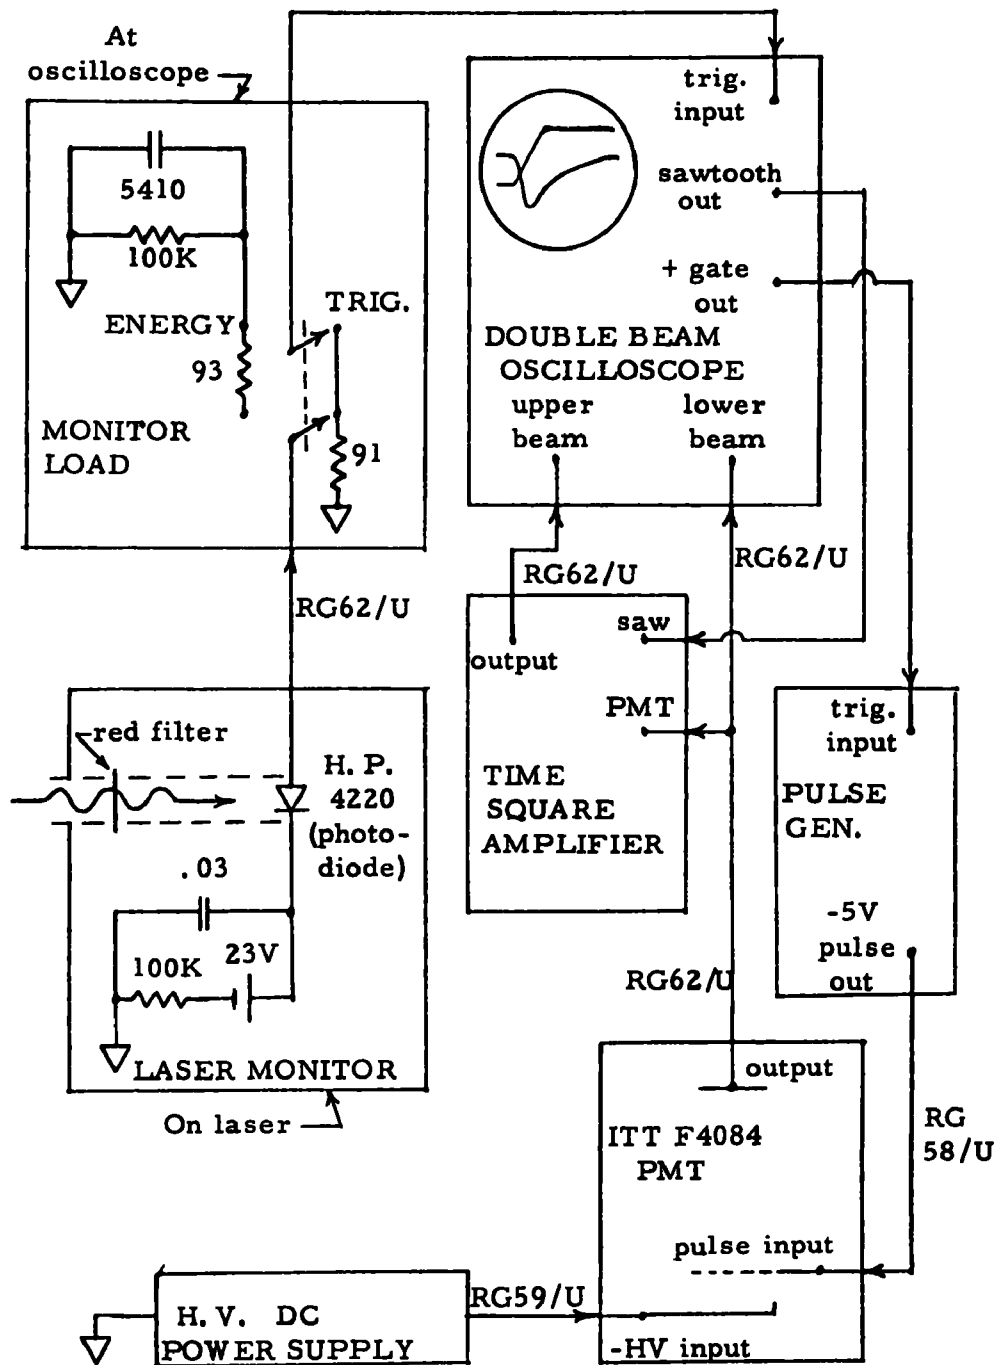 At
oscilloscope
5410
100K
ENERGY
TRIG.
93
91
MONITOR
LOAD
trig.
input
sawtooth
out
+ gate
out
DOUBLE BEAM
OSCILLOSCOPE
upper
beam
lower
beam
RG62/U
RG62/U
RG62/U
saw
output
PMT
TIME
SQUARE
AMPLIFIER
trig.
input
PULSE
GEN.
-5V
pulse
out
red filter
H. P.
4220
(photo-
diode)
.03
23V
100K
LASER MONITOR
On laser
RG62/U
output
ITT F4084
PMT
RG
58/U
pulse input
H. V. DC
POWER SUPPLY
RG59/U
-HV input